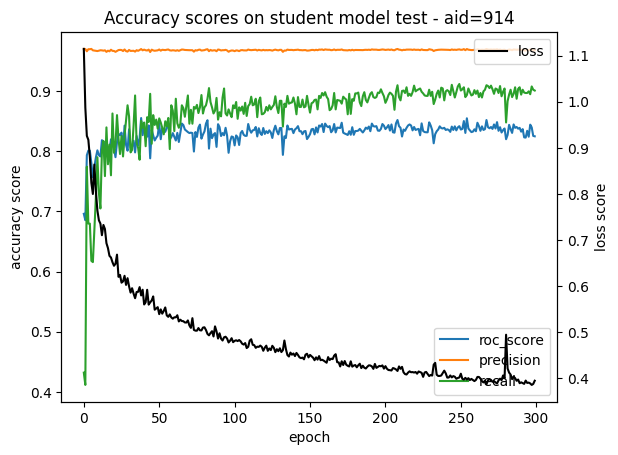 Accuracy scores on student model test - aid=914
loss
accuracy score
0.9
0.8
0.7
0.6
0.5
0.4
1.1
1.0
0.9
0.8
0.7
0.6
0.5
0.4
loss score
roc_score
precision
recall
0
50
100
150
200
250
300
epoch